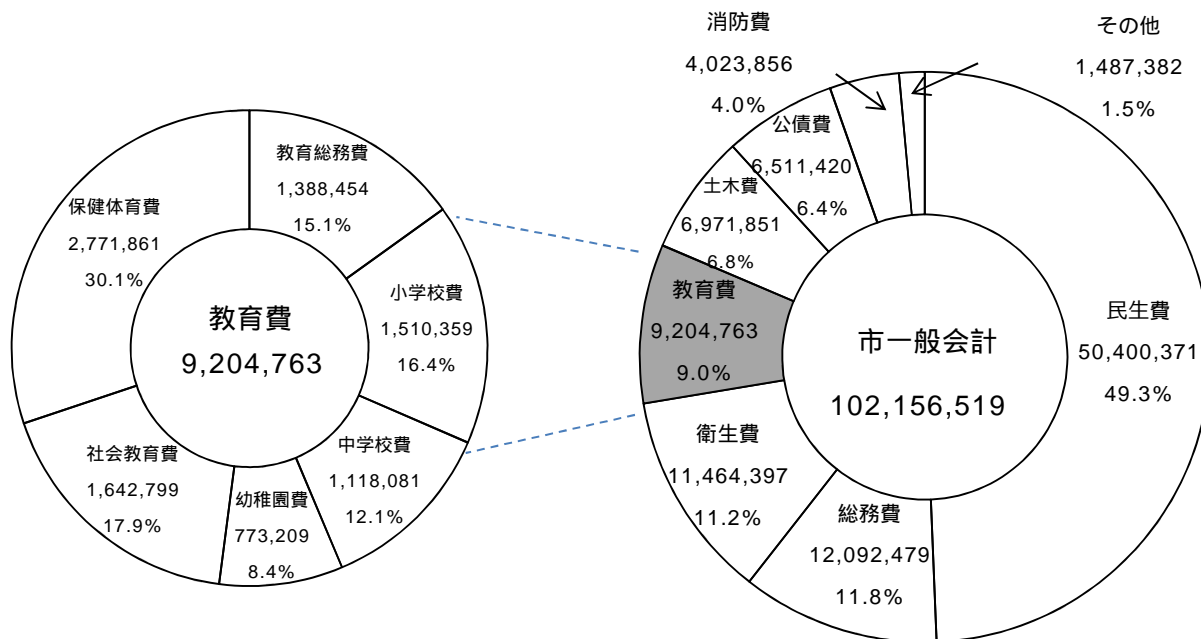 消防費
4,023,856
4.0%
その他
1,487,382
1.5%
公債費
6,511,420
6.4%
土木費
6,971,851
6.8%
教育費
9,204,763
9.0%
衛生費
11,464,397
11.2%
総務費
12,092,479
11.8%
民生費
50,400,371
49.3%
市一般会計
102,156,519
教育総務費
1,388,454
15.1%
保健体育費
2,771,861
30.1%
小学校費
1,510,359
16.4%
教育費
9,204,763
中学校費
1,118,081
12.1%
社会教育費
1,642,799
17.9%
幼稚園費
773,209
8.4%